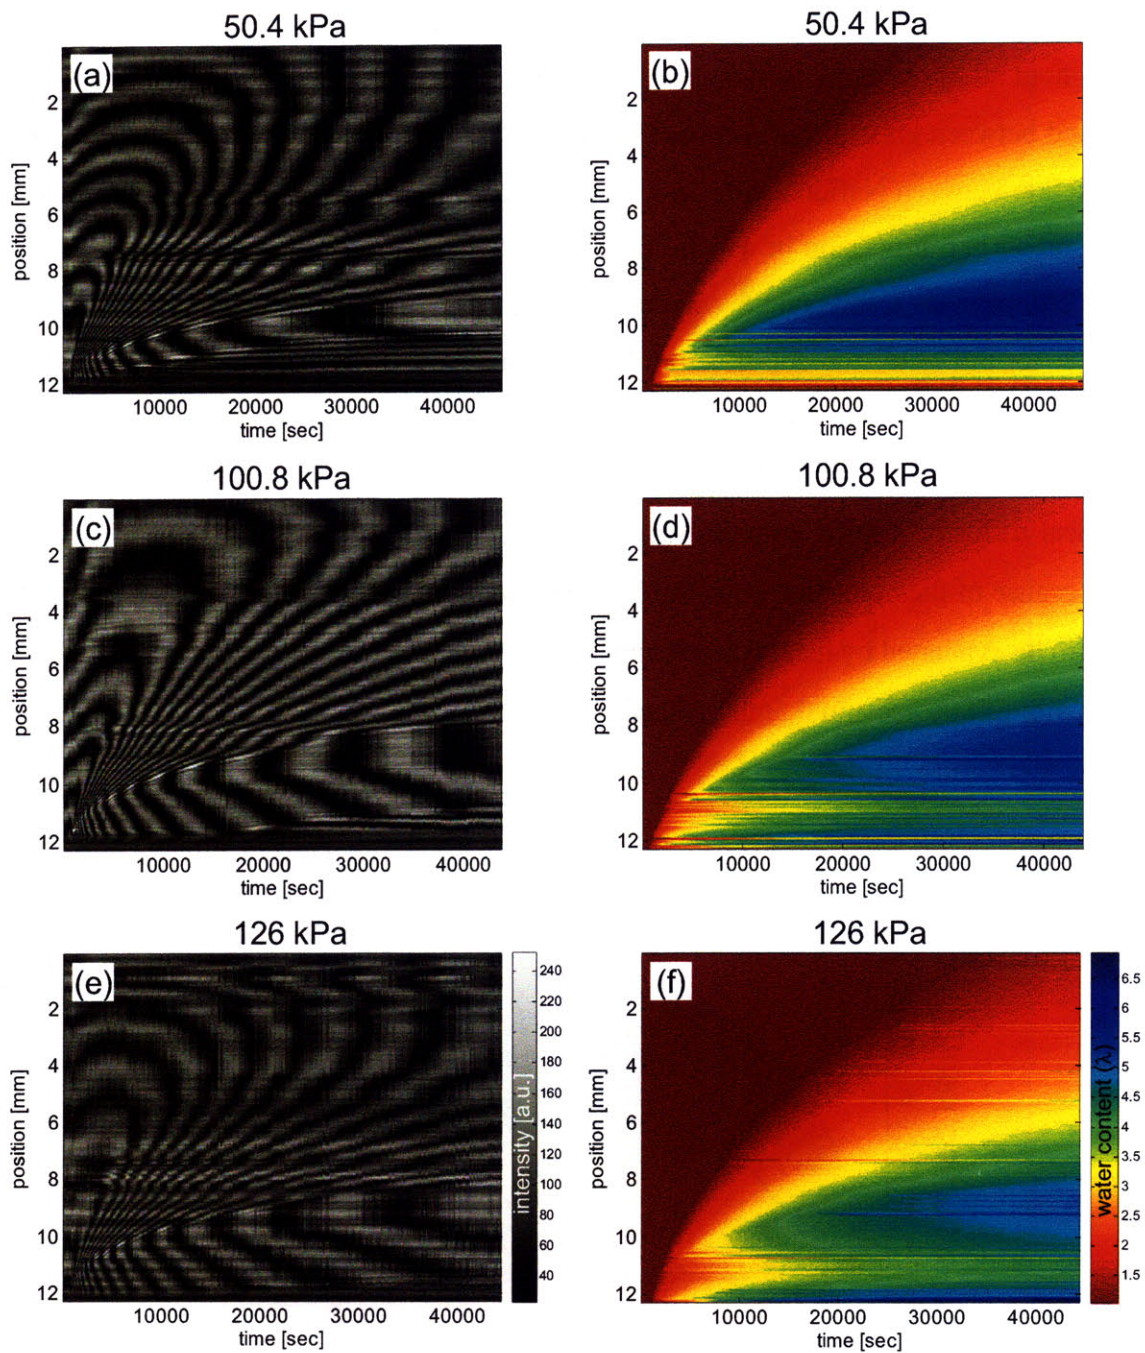 50.4 kPa
(a)
2
4
6
8
10
12
position [mm]
10000 20000 30000 40000
time [sec]
50.4 kPa
(b)
2
4
6
8
10
12
position [mm]
10000 20000 30000 40000
time [sec]
100.8 kPa
(c)
2
4
6
8
10
12
position [mm]
10000 20000 30000 40000
time [sec]
100.8 kPa
(d)
2
4
6
8
10
12
position [mm]
10000 20000 30000 40000
time [sec]
126 kPa
(e)
2
4
6
8
10
12
position [mm]
10000 20000 30000 40000
time [sec]
240
220
200
180
160
140
120
100
80
60
40
intensity [a.u.]
126 kPa
(f)
2
4
6
8
10
12
position [mm]
10000 20000 30000 40000
time [sec]
6.5
6
5.5
5
4.5
4
3.5
3
2.5
2
1.5
water content (λ)